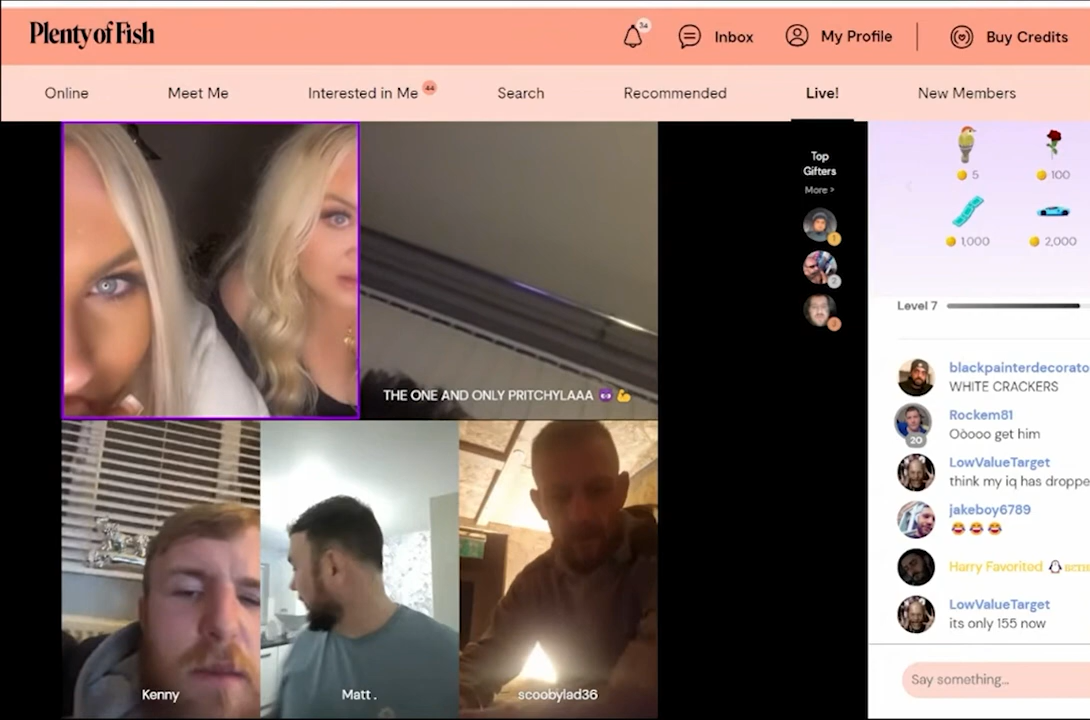 Plenty of Fish
34
Inbox
My Profile
Buy Credits
Online
Meet Me
Interested in Me
44
Search
Recommended
Live!
New Members
Top
Gifters
More >
1
2
3
5
100
1,000
2,000
Level 7
THE ONE AND ONLY PRITCHYLAAA
Kenny
Matt .
scoobylad36
blackpainterdecorato
WHITE CRACKERS
Rockem81
Oòooo get him
20
LowValueTarget
think my iq has droppe
jakeboy6789
Harry Favorited
LowValueTarget
its only 155 now
Say something...